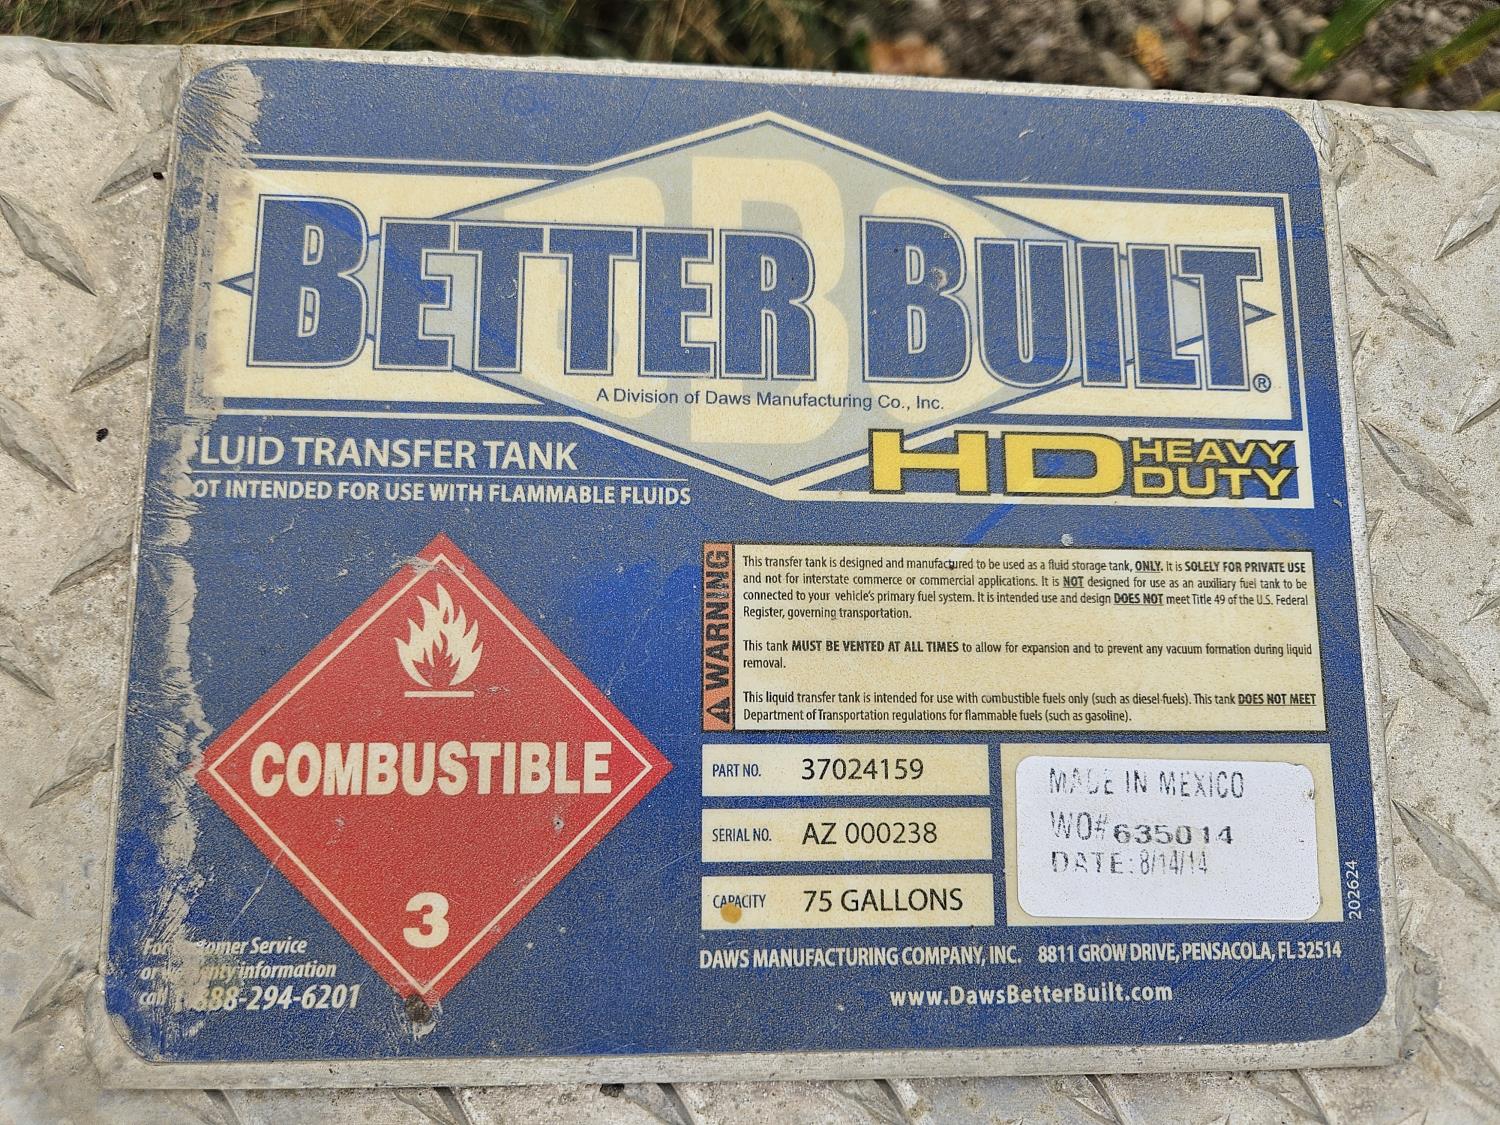 BETTER BUILT®
A Division of Daws Manufacturing Co., Inc.
LUID TRANSFER TANK
OT INTENDED FOR USE WITH FLAMMABLE FLUIDS
HD HEAVY
DUTY
WARNING
This transfer tank is designed and manufactured to be used as a fluid storage tank, ONLY. It is SOLELY FOR PRIVATE USE
and not for interstate commerce or commercial applications. It is NOT designed for use as an auxiliary fuel tank to be
connected to your vehicle's primary fuel system. It is intended use and design DOES NOT meet Title 49 of the U.S. Federal
Register, governing transportation.
This tank MUST BE VENTED AT ALL TIMES to allow for expansion and to prevent any vacuum formation during liquid
removal.
This liquid transfer tank is intended for use with combustible fuels only (such as diesel fuels). This tank DOES NOT MEET
Department of Transportation regulations for flammable fuels (such as gasoline).
COMBUSTIBLE
3
PART NO. 37024159
SERIAL NO. AZ 000238
CAPACITY 75 GALLONS
MADE IN MEXICO
WO# 635014
DATE: 8/14/14
202624
For omer Service
or nty information
call 88-294-6201
DAWS MANUFACTURING COMPANY, INC. 8811 GROW DRIVE, PENSACOLA, FL 32514
www.DawsBetterBuilt.com